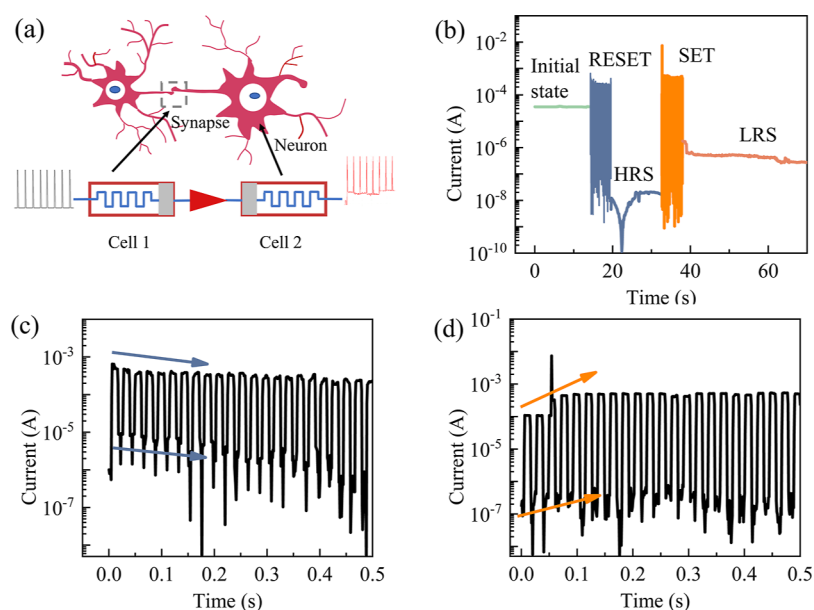 (a)
Synapse
Neuron
Cell 1
Cell 2
(b)
Current (A)
10⁻²
10⁻⁴
10⁻⁶
10⁻⁸
10⁻¹⁰
Initial
state
RESET
SET
HRS
LRS
0
20
40
60
Time (s)
(c)
Current (A)
10⁻³
10⁻⁵
10⁻⁷
0.0
0.1
0.2
0.3
0.4
0.5
Time (s)
(d)
Current (A)
10⁻¹
10⁻³
10⁻⁵
10⁻⁷
0.0
0.1
0.2
0.3
0.4
0.5
Time (s)